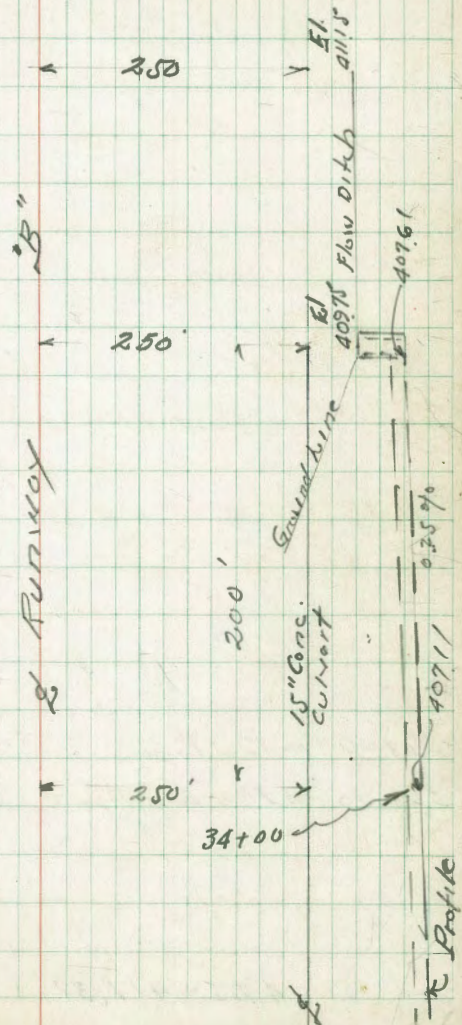 250
El.
411.15
"B"
Flow Ditch
250'
El
409.75
407.61
Ground Line
℄ Runway
200'
0.25%
15" Conc.
Culvert
407.11
250'
34+00
℄
Profile